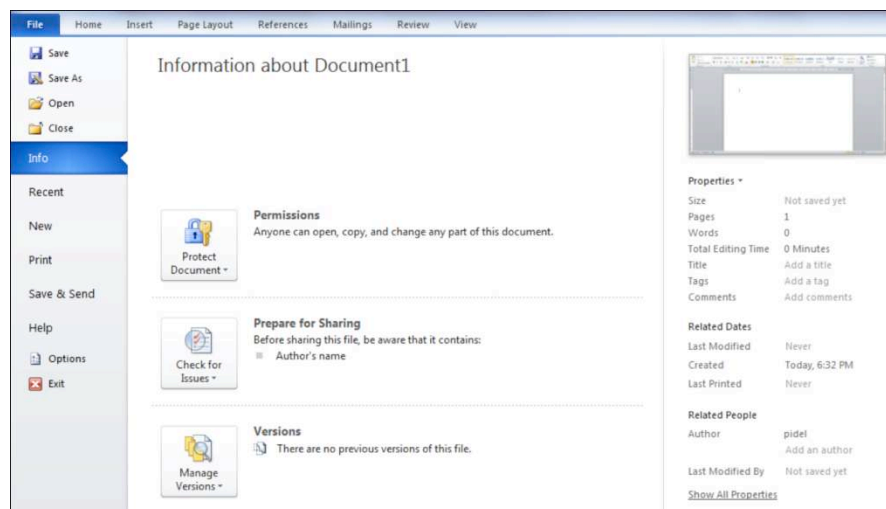 File Home Insert Page Layout References Mailings Review View
Save
Save As
Open
Close
Info
Recent
New
Print
Save & Send
Help
Options
Exit
Information about Document1
Protect
Document
Permissions
Anyone can open, copy, and change any part of this document.
Check for
Issues
Prepare for Sharing
Before sharing this file, be aware that it contains:
Author's name
Manage
Versions
Versions
There are no previous versions of this file.
Properties
Size Not saved yet
Pages 1
Words 0
Total Editing Time 0 Minutes
Title Add a title
Tags Add a tag
Comments Add comments
Related Dates
Last Modified Never
Created Today, 6:32 PM
Last Printed Never
Related People
Author pidel
Add an author
Last Modified By Not saved yet
Show All Properties